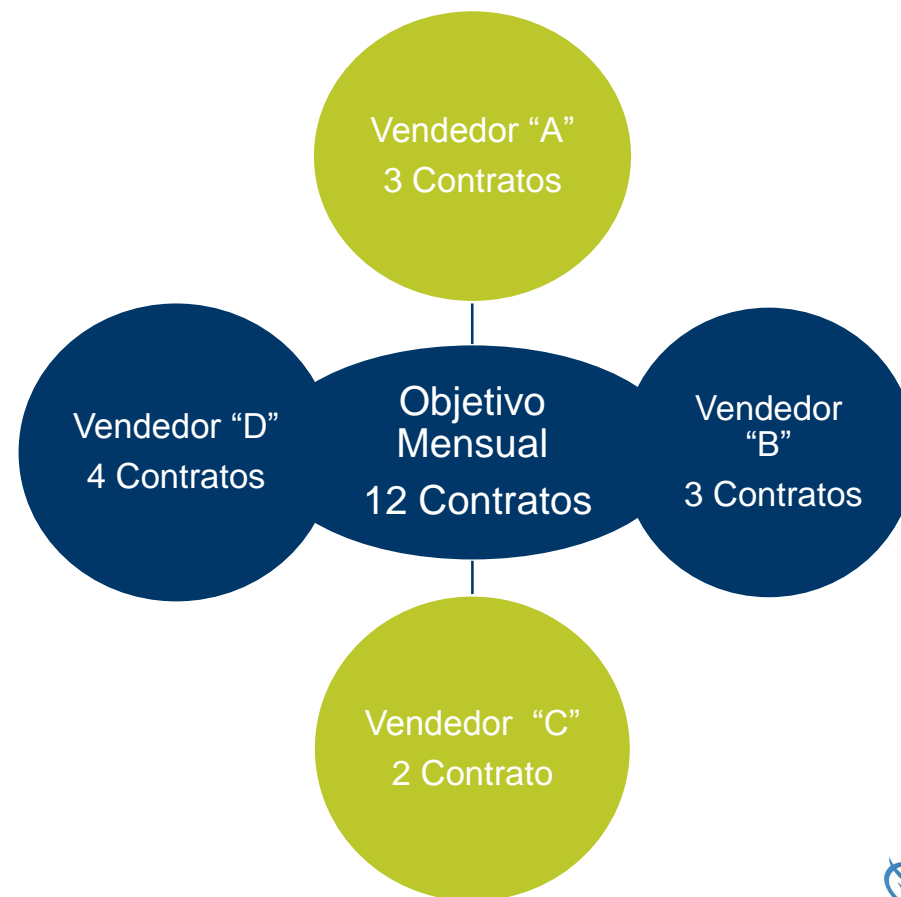 Vendedor “A”
3 Contratos
Vendedor “D”
4 Contratos
Objetivo
Mensual
12 Contratos
Vendedor
“B”
3 Contratos
Vendedor “C”
2 Contrato